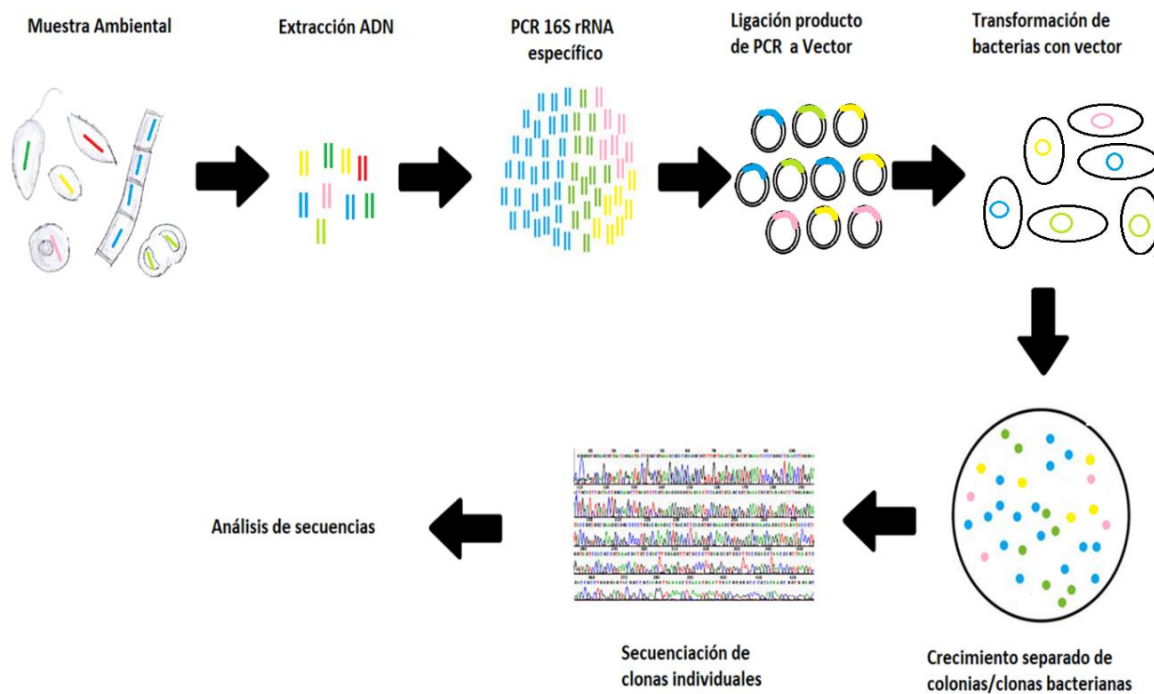 Muestra Ambiental
Extracción ADN
PCR 16S rRNA
específico
Ligación producto
de PCR a Vector
Transformación de
bacterias con vector
Crecimiento separado de
colonias/clonas bacterianas
Secuenciación de
clonas individuales
Análisis de secuencias